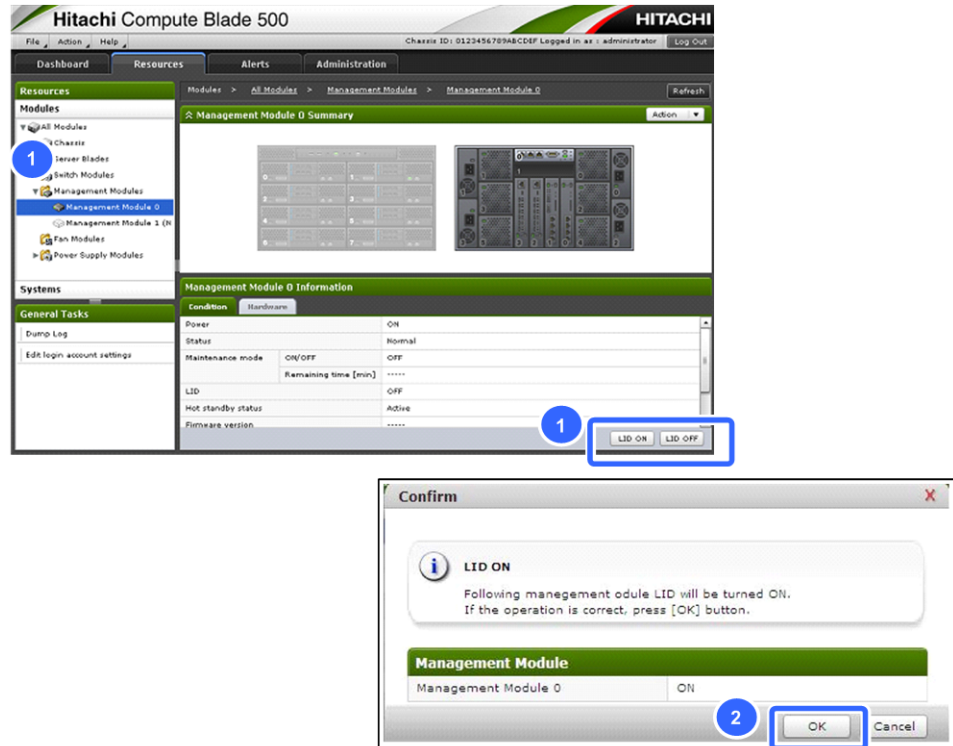 Hitachi Compute Blade 500
HITACHI
File Action Help
Chassis ID: 0123456789ABCDEF Logged in as : administrator Log Out
Dashboard Resources Alerts Administration
Resources
Modules > All Modules > Management Modules > Management Module 0 Refresh
Modules
Management Module 0 Summary
Action
All Modules
Chassis
1
Server Blades
Switch Modules
Management Modules
Management Module 0
Management Module 1 (N
Fan Modules
Power Supply Modules
Systems
General Tasks
Dump Log
Edit login account settings
Management Module 0 Information
Condition Hardware
Power ON
Status Normal
Maintenance mode ON/OFF OFF
Remaining time [min] -----
LID OFF
Hot standby status Active
Firmware version -----
1
LID ON LID OFF
Confirm X
i LID ON
Following manegement odule LID will be turned ON.
If the operation is correct, press [OK] button.
Management Module
Management Module 0 ON
2
OK Cancel